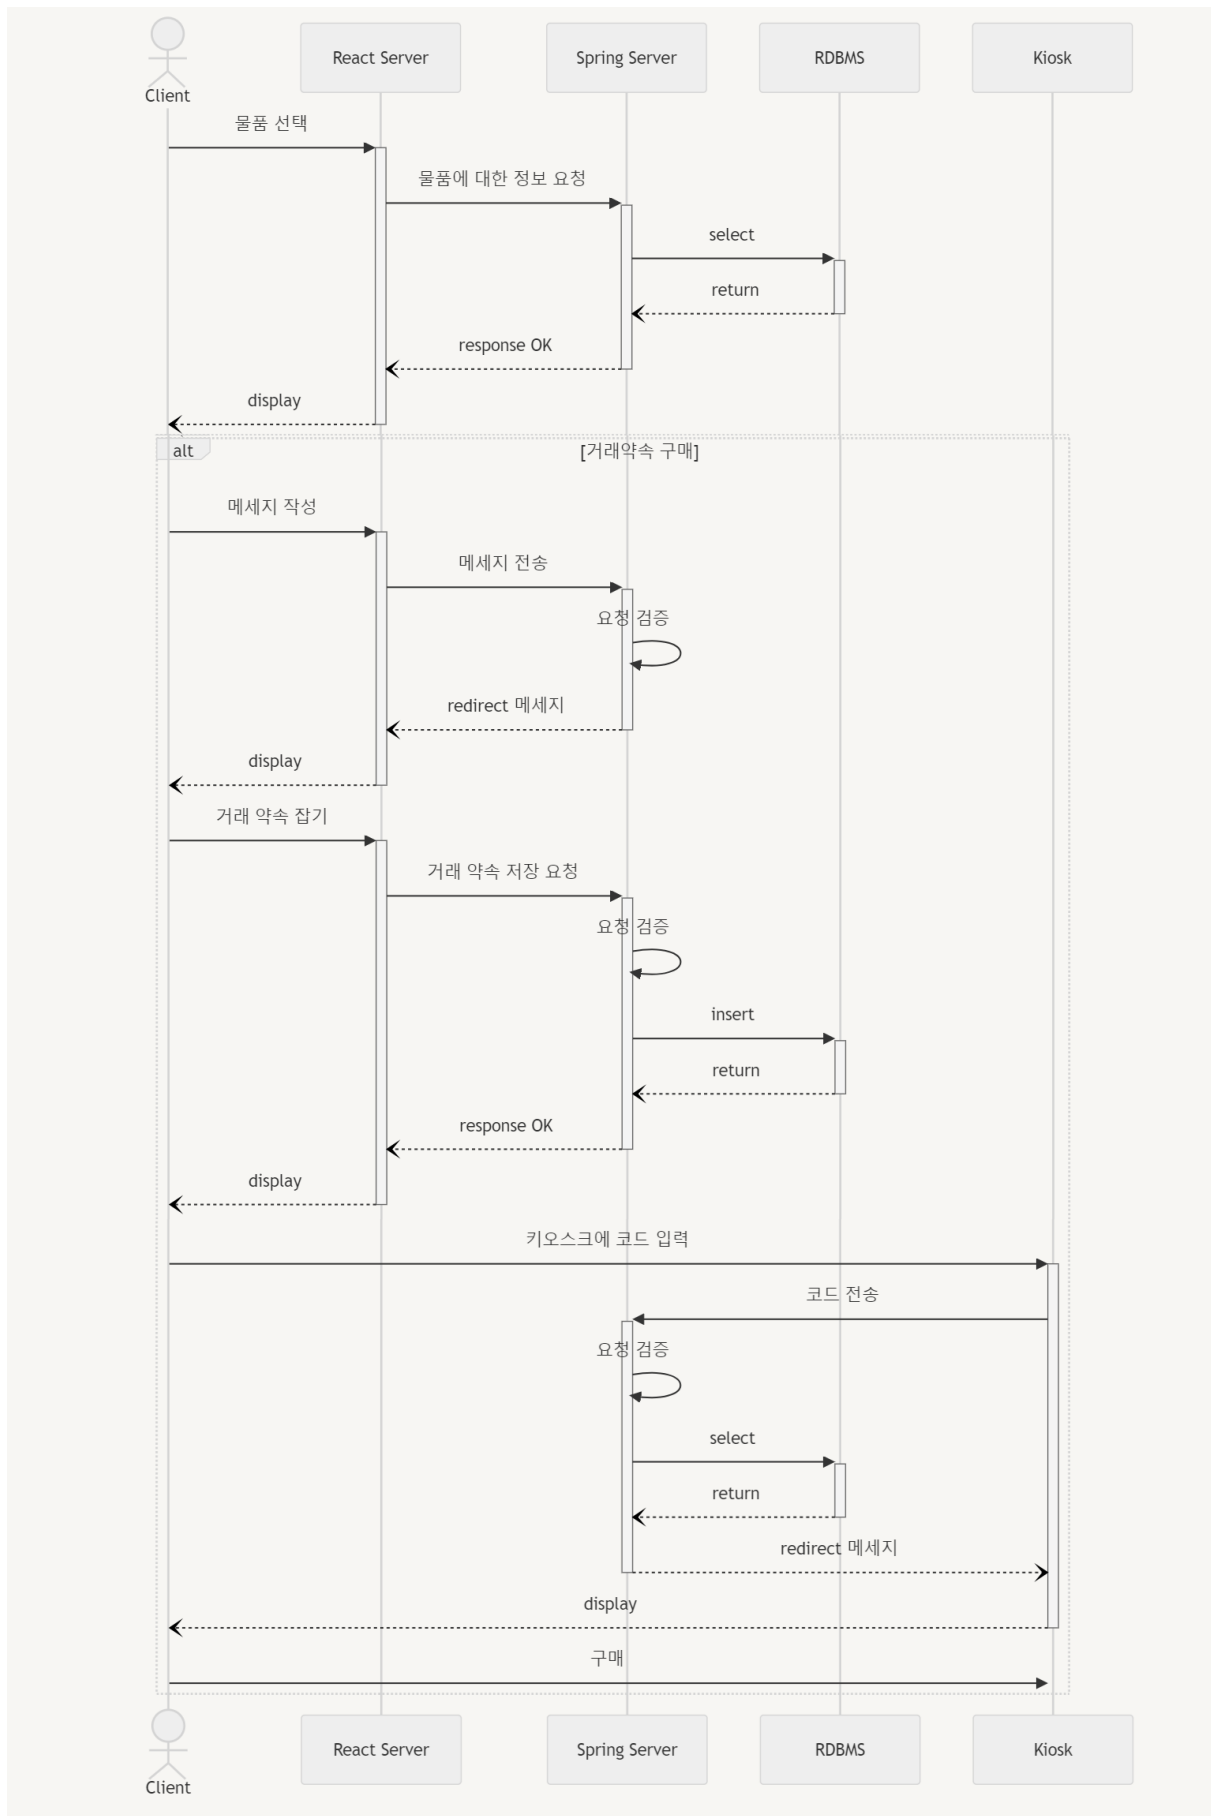 React Server
Spring Server
RDBMS
Kiosk
Client
물품 선택
물품에 대한 정보 요청
select
return
response OK
display
alt
[거래약속 구매]
메세지 작성
메세지 전송
요청 검증
redirect 메세지
display
거래 약속 잡기
거래 약속 저장 요청
요청 검증
insert
return
response OK
display
키오스크에 코드 입력
코드 전송
요청 검증
select
return
redirect 메세지
display
구매
React Server
Spring Server
RDBMS
Kiosk
Client